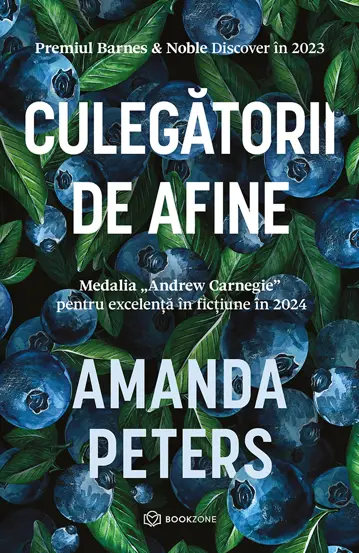 Premiul Barnes & Noble Discover în 2023
CULEGĂTORII
DE AFINE
Medalia „Andrew Carnegie”
pentru excelență în ficțiune în 2024
AMANDA
PETERS
BOOKZONE